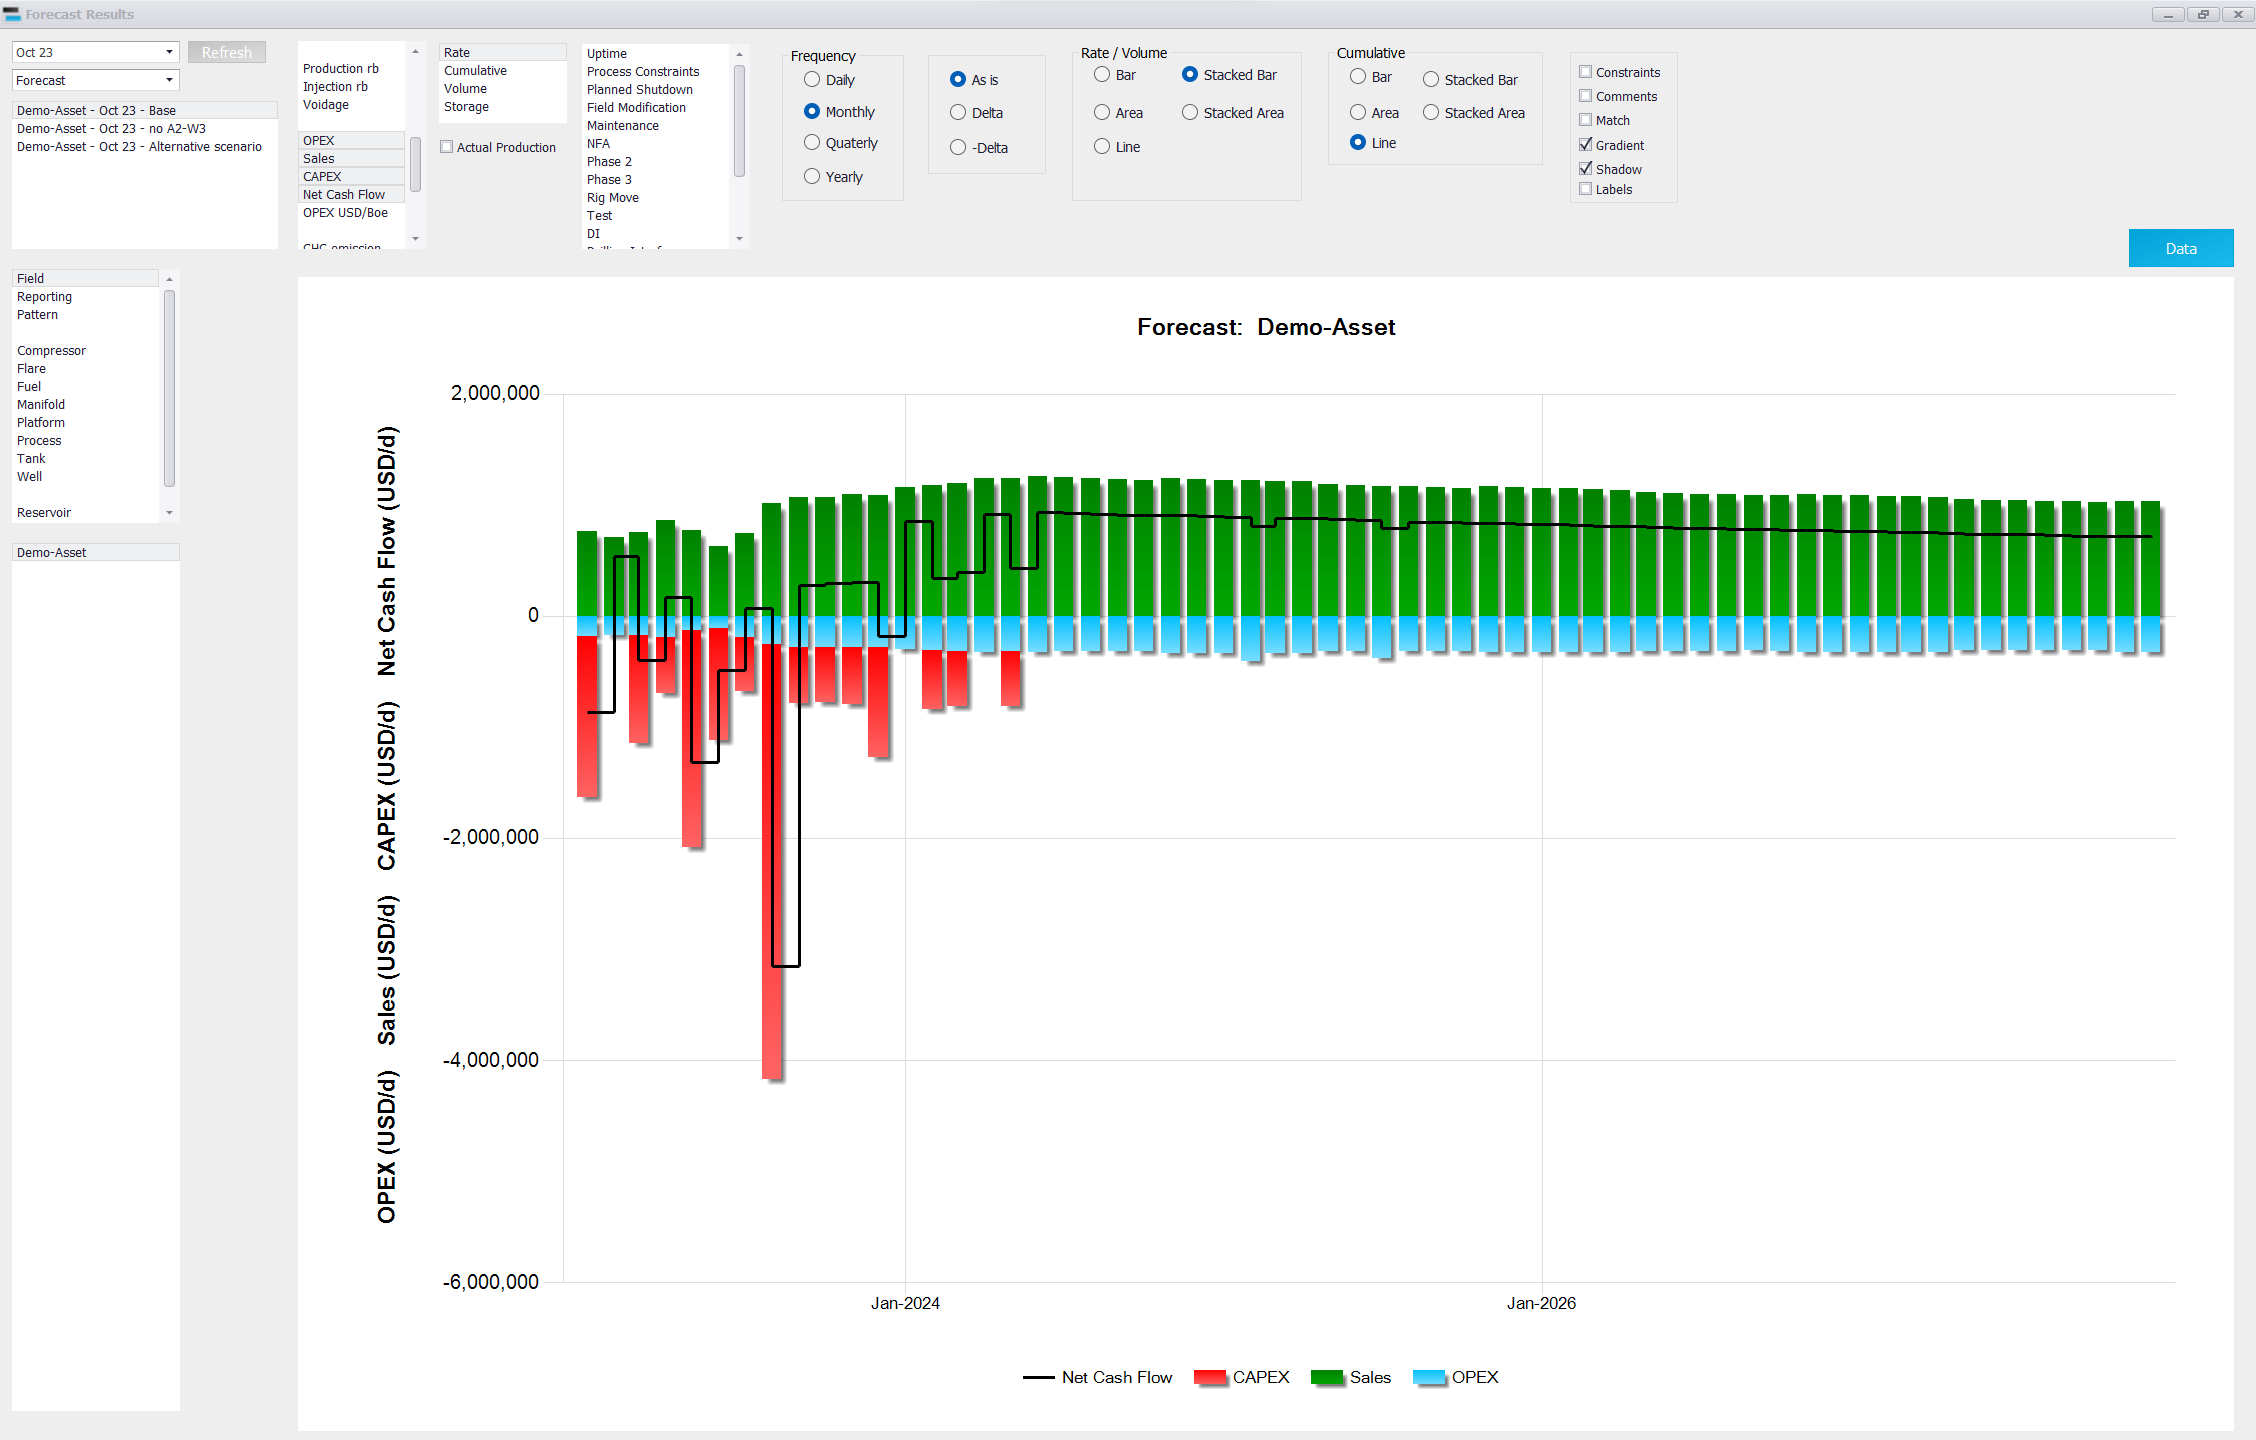 Forecast Results
Oct 23
Refresh
Forecast
Demo-Asset - Oct 23 - Base
Demo-Asset - Oct 23 - no A2-W3
Demo-Asset - Oct 23 - Alternative scenario
Production rb
Injection rb
Voidage
OPEX
Sales
CAPEX
Net Cash Flow
OPEX USD/Boe
Rate
Cumulative
Volume
Storage
Actual Production
Uptime
Process Constraints
Planned Shutdown
Field Modification
Maintenance
NFA
Phase 2
Phase 3
Rig Move
Test
DI
Frequency
Daily
Monthly
Quaterly
Yearly
As is
Delta
-Delta
Rate / Volume
Bar
Stacked Bar
Area
Stacked Area
Line
Cumulative
Bar
Stacked Bar
Area
Stacked Area
Line
Constraints
Comments
Match
Gradient
Shadow
Labels
Data
Field
Reporting
Pattern
Compressor
Flare
Fuel
Manifold
Platform
Process
Tank
Well
Reservoir
Demo-Asset
Forecast:  Demo-Asset
OPEX (USD/d)   Sales (USD/d)   CAPEX (USD/d)   Net Cash Flow (USD/d)
2,000,000
0
-2,000,000
-4,000,000
-6,000,000
Jan-2024
Jan-2026
Net Cash Flow
CAPEX
Sales
OPEX